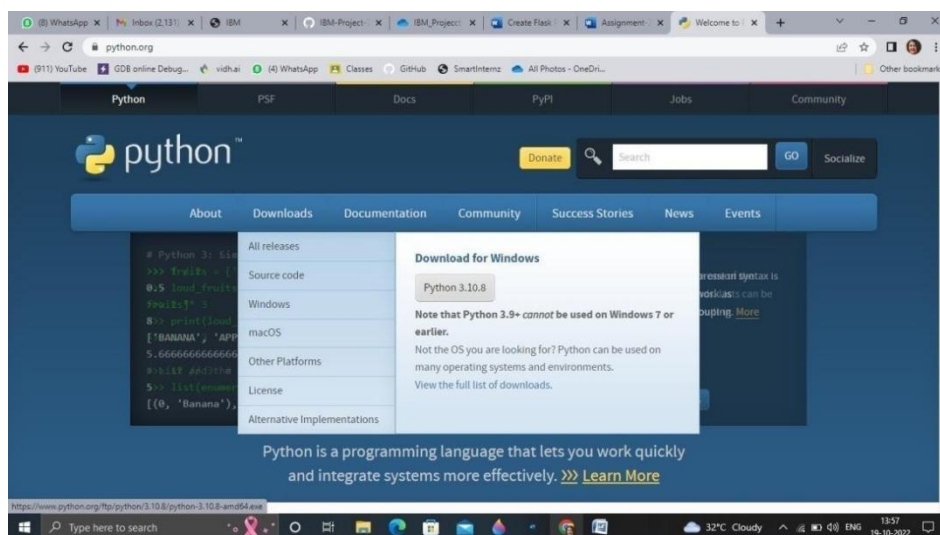 (8) WhatsApp
Inbox (2,131)
IBM
IBM-Project-
IBM_Project
Create Flask
Assignment-
Welcome to
python.org
(911) YouTube
GDB online Debug...
vidh.ai
(4) WhatsApp
Classes
GitHub
SmartInternz
All Photos - OneDri...
Other bookmark
Python
PSF
Docs
PyPI
Jobs
Community
python™
Donate
Search
GO
Socialize
About
Downloads
Documentation
Community
Success Stories
News
Events
All releases
Source code
Windows
macOS
Other Platforms
License
Alternative Implementations
Download for Windows
Python 3.10.8
Note that Python 3.9+ cannot be used on Windows 7 or
earlier.
Not the OS you are looking for? Python can be used on
many operating systems and environments.
View the full list of downloads.
# Python 3:
>>>
loud_fruits
print(loud_
['BANANA', 'APP
5.6666666666666
list(enumer
[(0, 'Banana'),
syntax is
can be
More
Python is a programming language that lets you work quickly
and integrate systems more effectively. >>> Learn More
https://www.python.org/ftp/python/3.10.8/python-3.10.8-amd64.exe
Type here to search
32°C Cloudy
ENG
13:57
19-10-2022